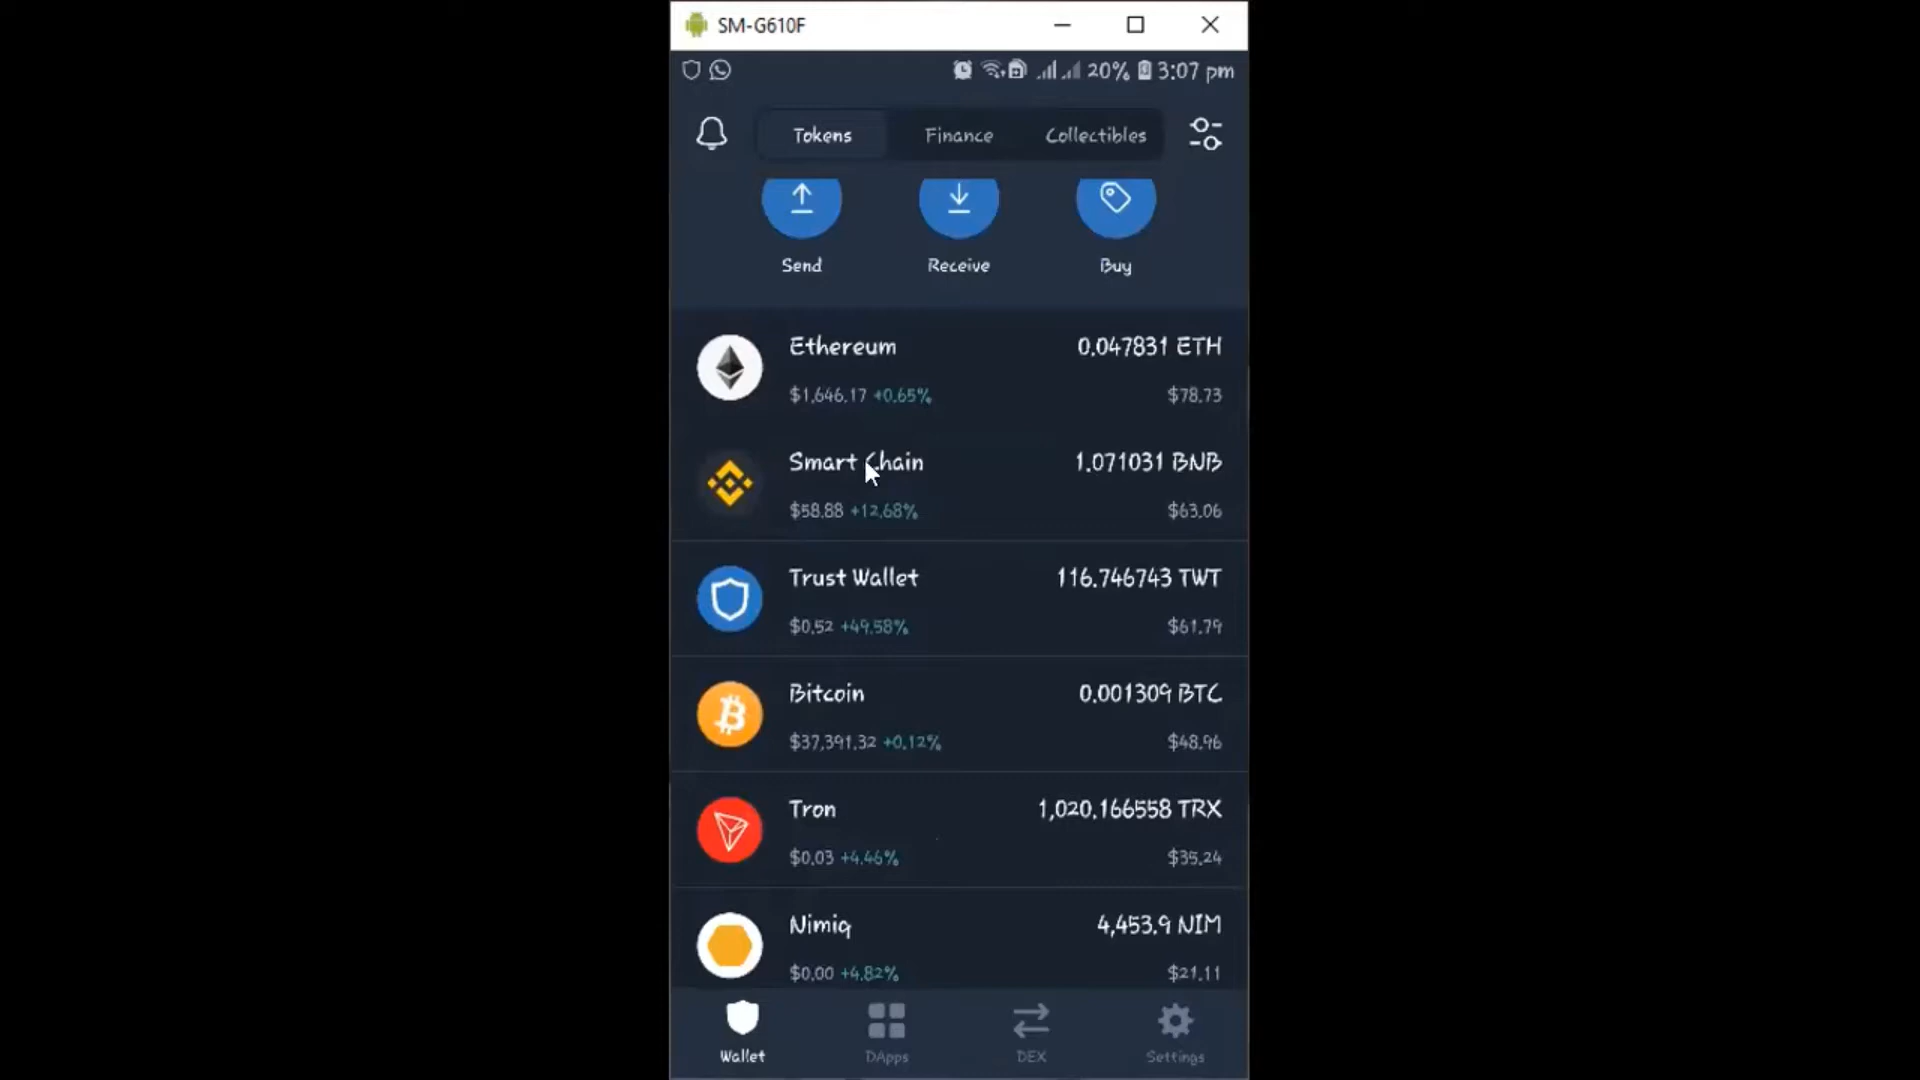 SM-G610F
20% 3:07 pm
Tokens Finance Collectibles
Send Receive Buy
Ethereum 0.047831 ETH
$1,646.17 +0.65% $78.73
Smart Chain 1.071031 BNB
$58.88 +12.68% $63.06
Trust Wallet 116.746743 TWT
$0.52 +49.58% $61.79
Bitcoin 0.001309 BTC
$37,391.32 +0.12% $48.96
Tron 1,020.166558 TRX
$0.03 +4.46% $35.24
Nimiq 4,453.9 NIM
$0.00 +4.82% $21.11
Wallet DApps DEX Settings